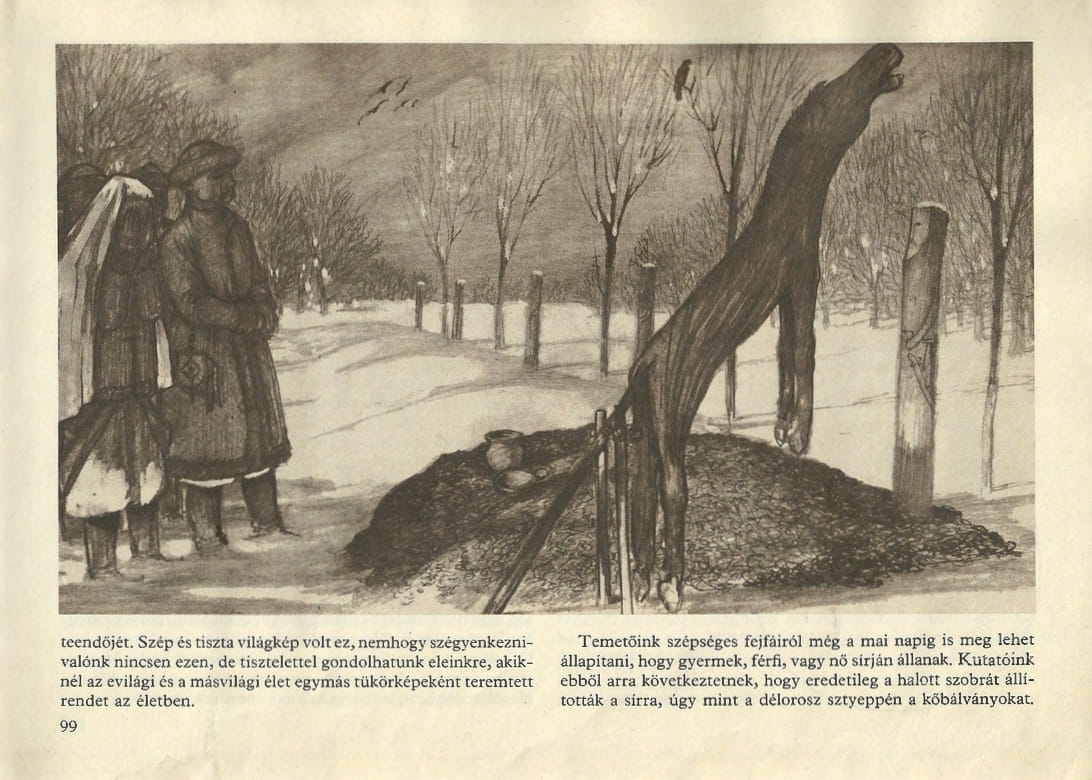 teendőjét. Szép és tiszta világkép volt ez, nemhogy szégyenkezni-
valónk nincsen ezen, de tisztelettel gondolhatunk eleinkre, akik-
nél az evilági és a másvilági élet egymás tükörképeként teremtett
rendet az életben.
Temetőink szépséges fejfáiról még a mai napig is meg lehet
állapítani, hogy gyermek, férfi, vagy nő sírján állanak. Kutatóink
ebből arra következtetnek, hogy eredetileg a halott szobrát állí-
tották a sírra, úgy mint a délorosz sztyeppén a kőbálványokat.
99